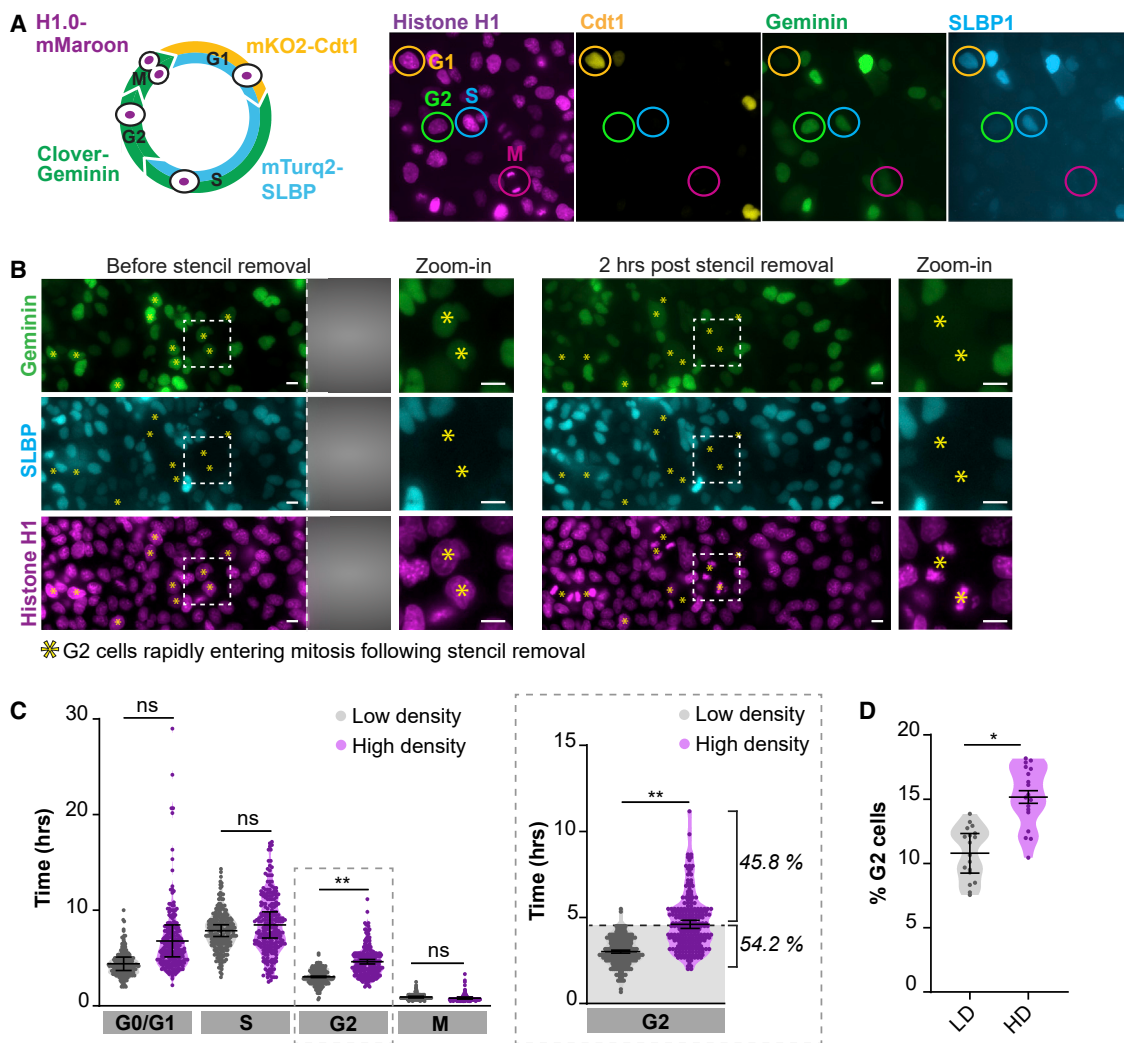 A
H1.0-
mMaroon
mKO2-Cdt1
G1
M
G2
S
Clover-
Geminin
mTurq2-
SLBP
Histone H1
Cdt1
Geminin
SLBP1
G1
G2
S
M
B
Before stencil removal
Zoom-in
2 hrs post stencil removal
Zoom-in
Geminin
SLBP
Histone H1
* G2 cells rapidly entering mitosis following stencil removal
C
Time (hrs)
30
20
10
0
ns
ns
**
ns
Low density
High density
G0/G1
S
G2
M
Low density
High density
Time (hrs)
15
10
5
0
**
45.8 %
54.2 %
G2
D
% G2 cells
20
15
10
5
0
*
LD
HD